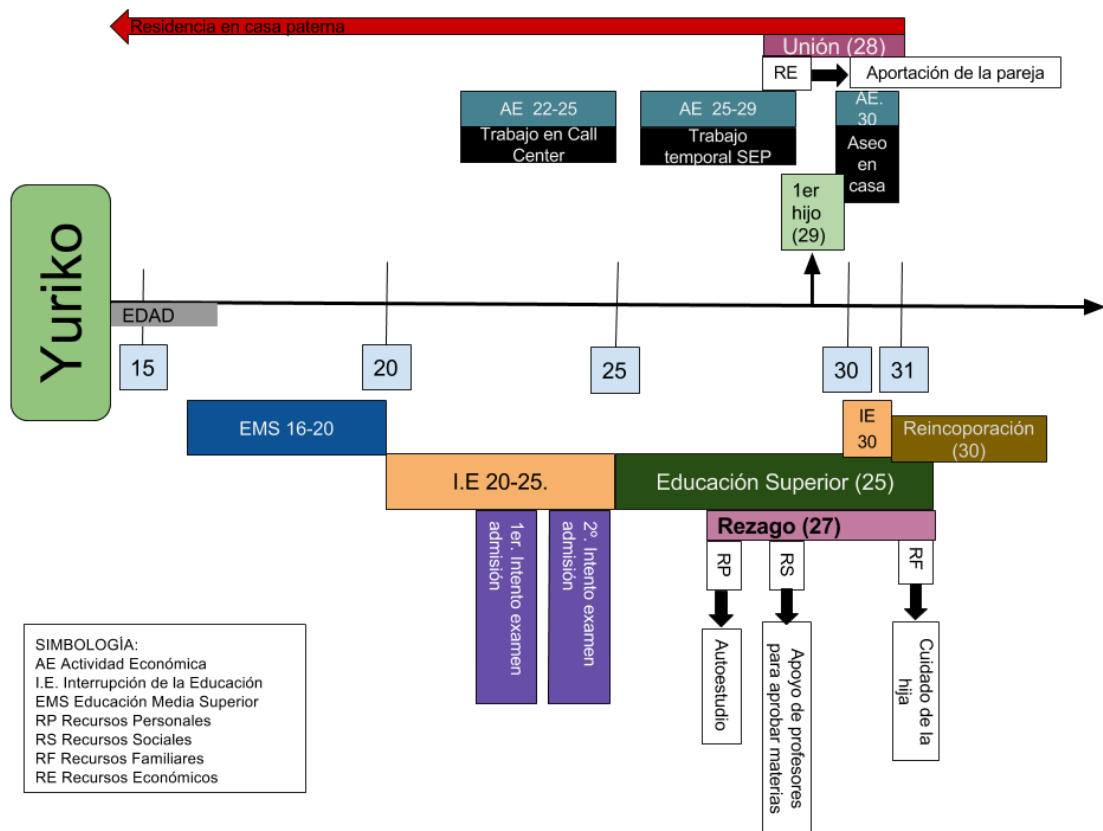 Residencia en casa paterna
Unión (28)
RE
Aportación de la pareja
AE 22-25
Trabajo en Call
Center
AE 25-29
Trabajo
temporal SEP
AE.
30
Aseo
en
casa
1er
hijo
(29)
Yuriko
EDAD
15
20
25
30
31
EMS 16-20
IE
30
Reincoporación
(30)
I.E 20-25.
Educación Superior (25)
1er. Intento examen
admisión
2º. Intento examen
admisión
Rezago (27)
RP
RS
RF
Autoestudio
Apoyo de profesores
para aprobar materias
Cuidado de la
hija
SIMBOLOGÌA:
AE Actividad Económica
I.E. Interrupción de la Educación
EMS Educación Media Superior
RP Recursos Personales
RS Recursos Sociales
RF Recursos Familiares
RE Recursos Económicos